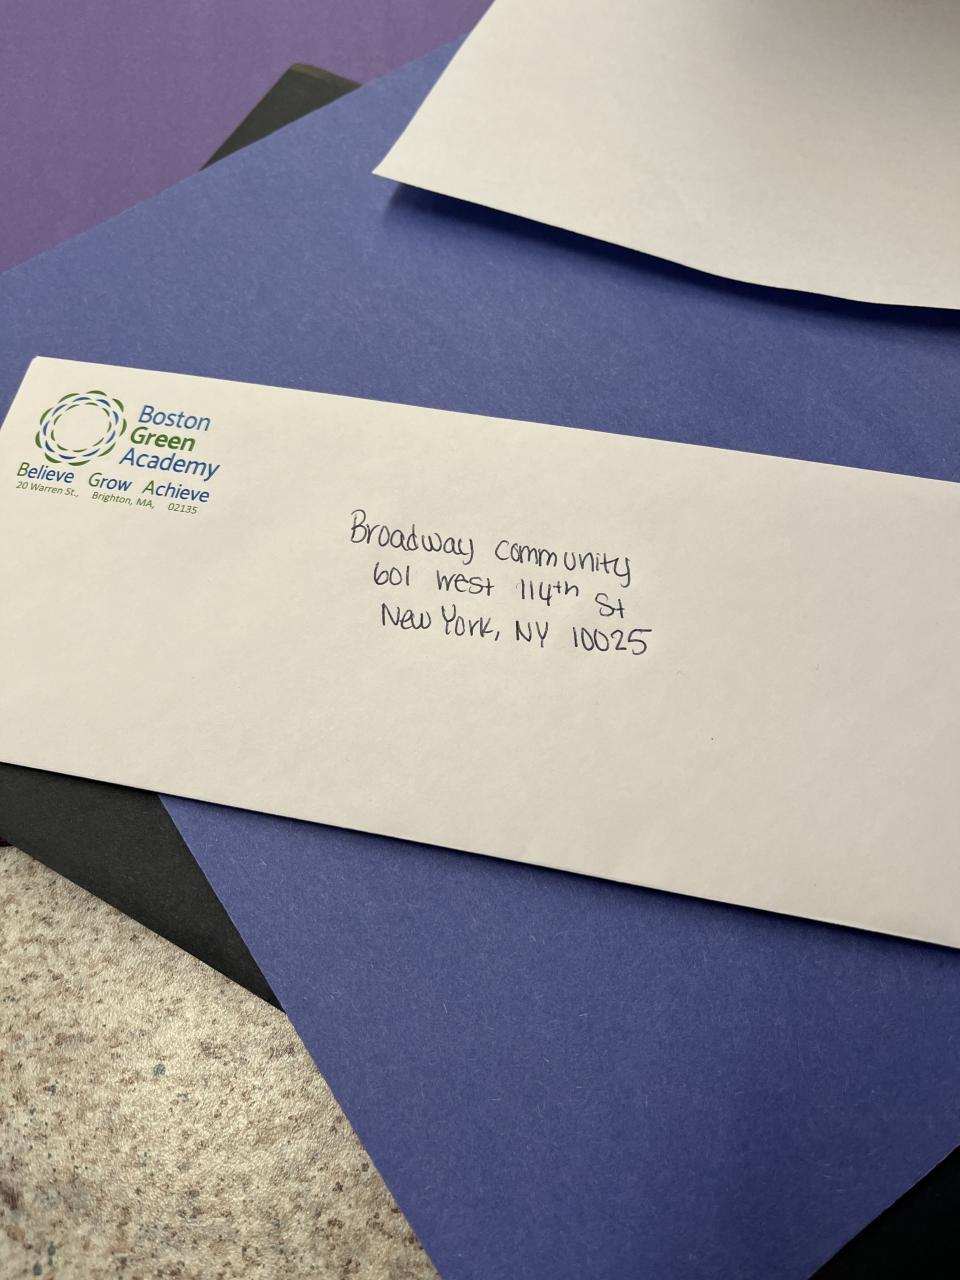 Boston
Green
Academy
Believe Grow Achieve
20 Warren St., Brighton, MA, 02135
Broadway Community
601 West 114th St
New York, NY 10025